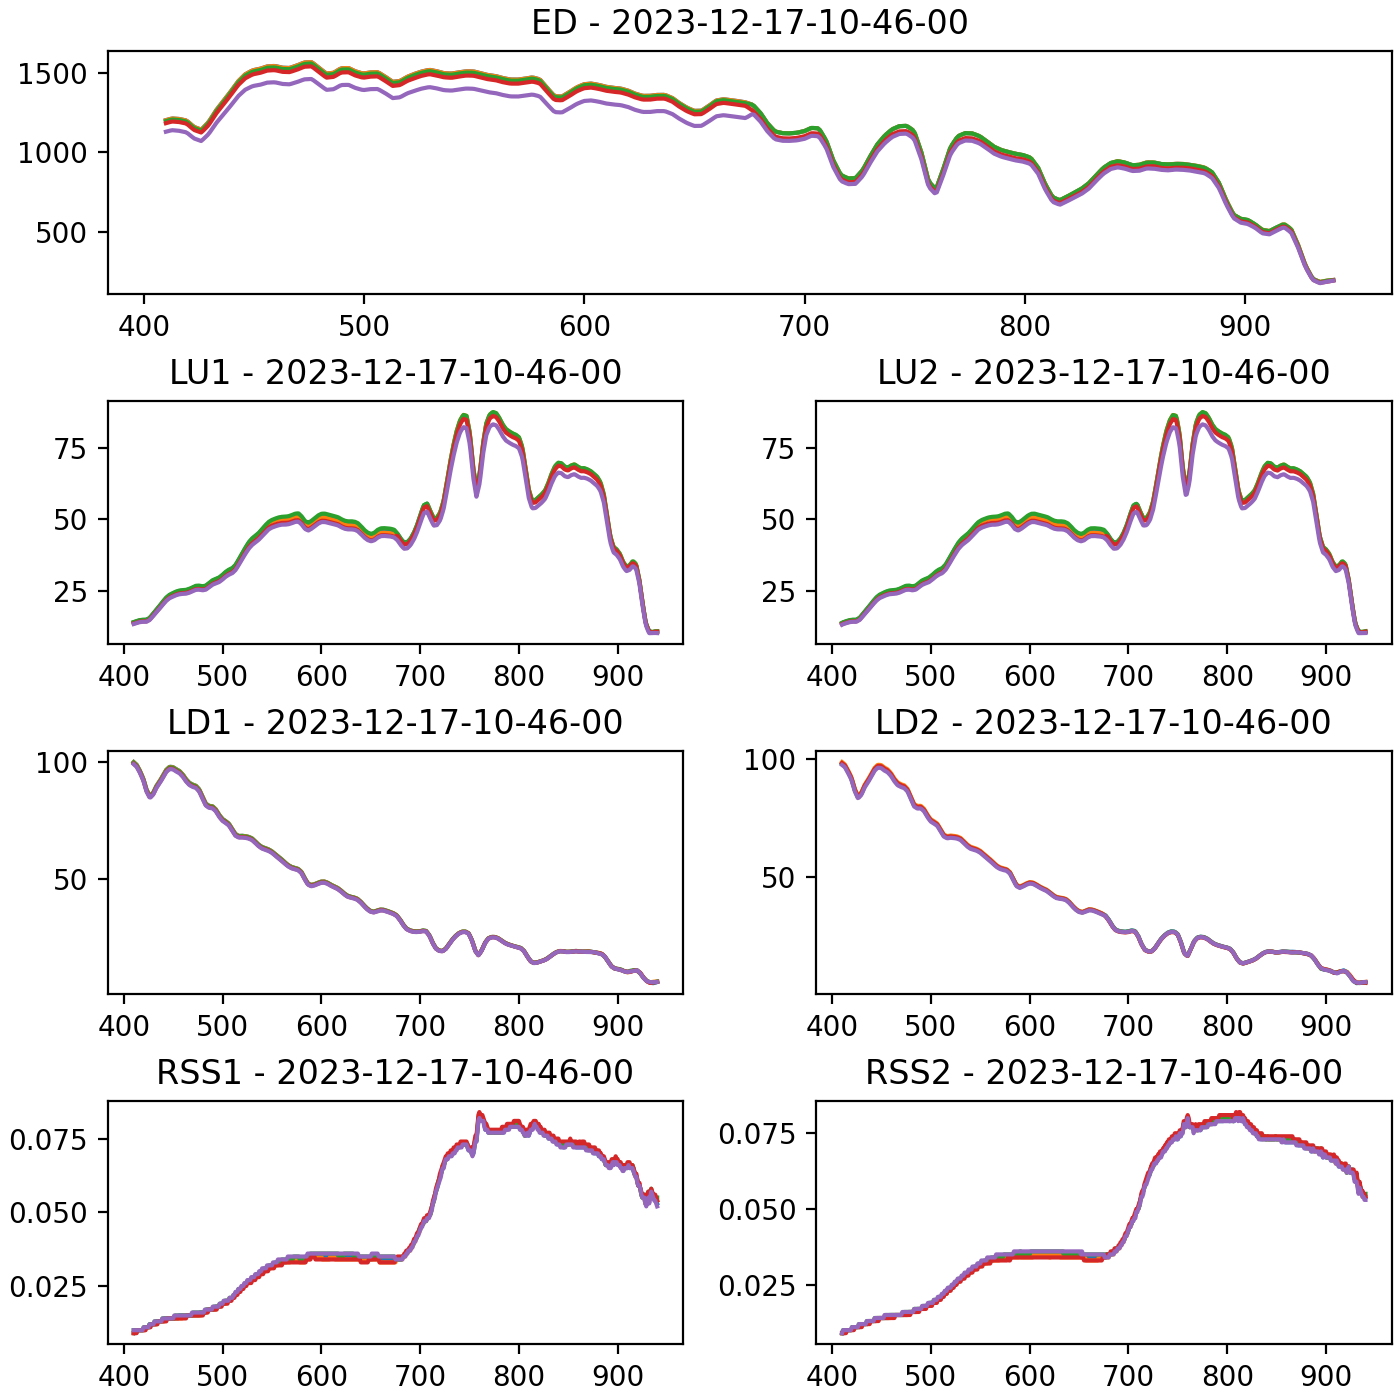 ED - 2023-12-17-10-46-00
1500
1000
500
400 500 600 700 800 900
LU1 - 2023-12-17-10-46-00
75
50
25
400 500 600 700 800 900
LU2 - 2023-12-17-10-46-00
75
50
25
400 500 600 700 800 900
LD1 - 2023-12-17-10-46-00
100
50
400 500 600 700 800 900
LD2 - 2023-12-17-10-46-00
100
50
400 500 600 700 800 900
RSS1 - 2023-12-17-10-46-00
0.075
0.050
0.025
400 500 600 700 800 900
RSS2 - 2023-12-17-10-46-00
0.075
0.050
0.025
400 500 600 700 800 900